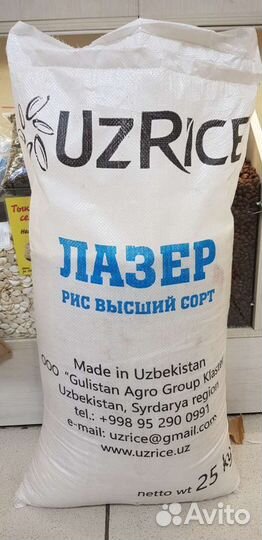 UZRICE
ЛАЗЕР
РИС ВЫСШИЙ СОРТ
Made in Uzbekistan
ООО "Gulistan Agro Group Klaster
Uzbekistan, Syrdarya region
tel.: +998 95 290 0991
e-mail: uzrice@gmail.com
www.uzrice.uz
netto wt 25 kg
Avito